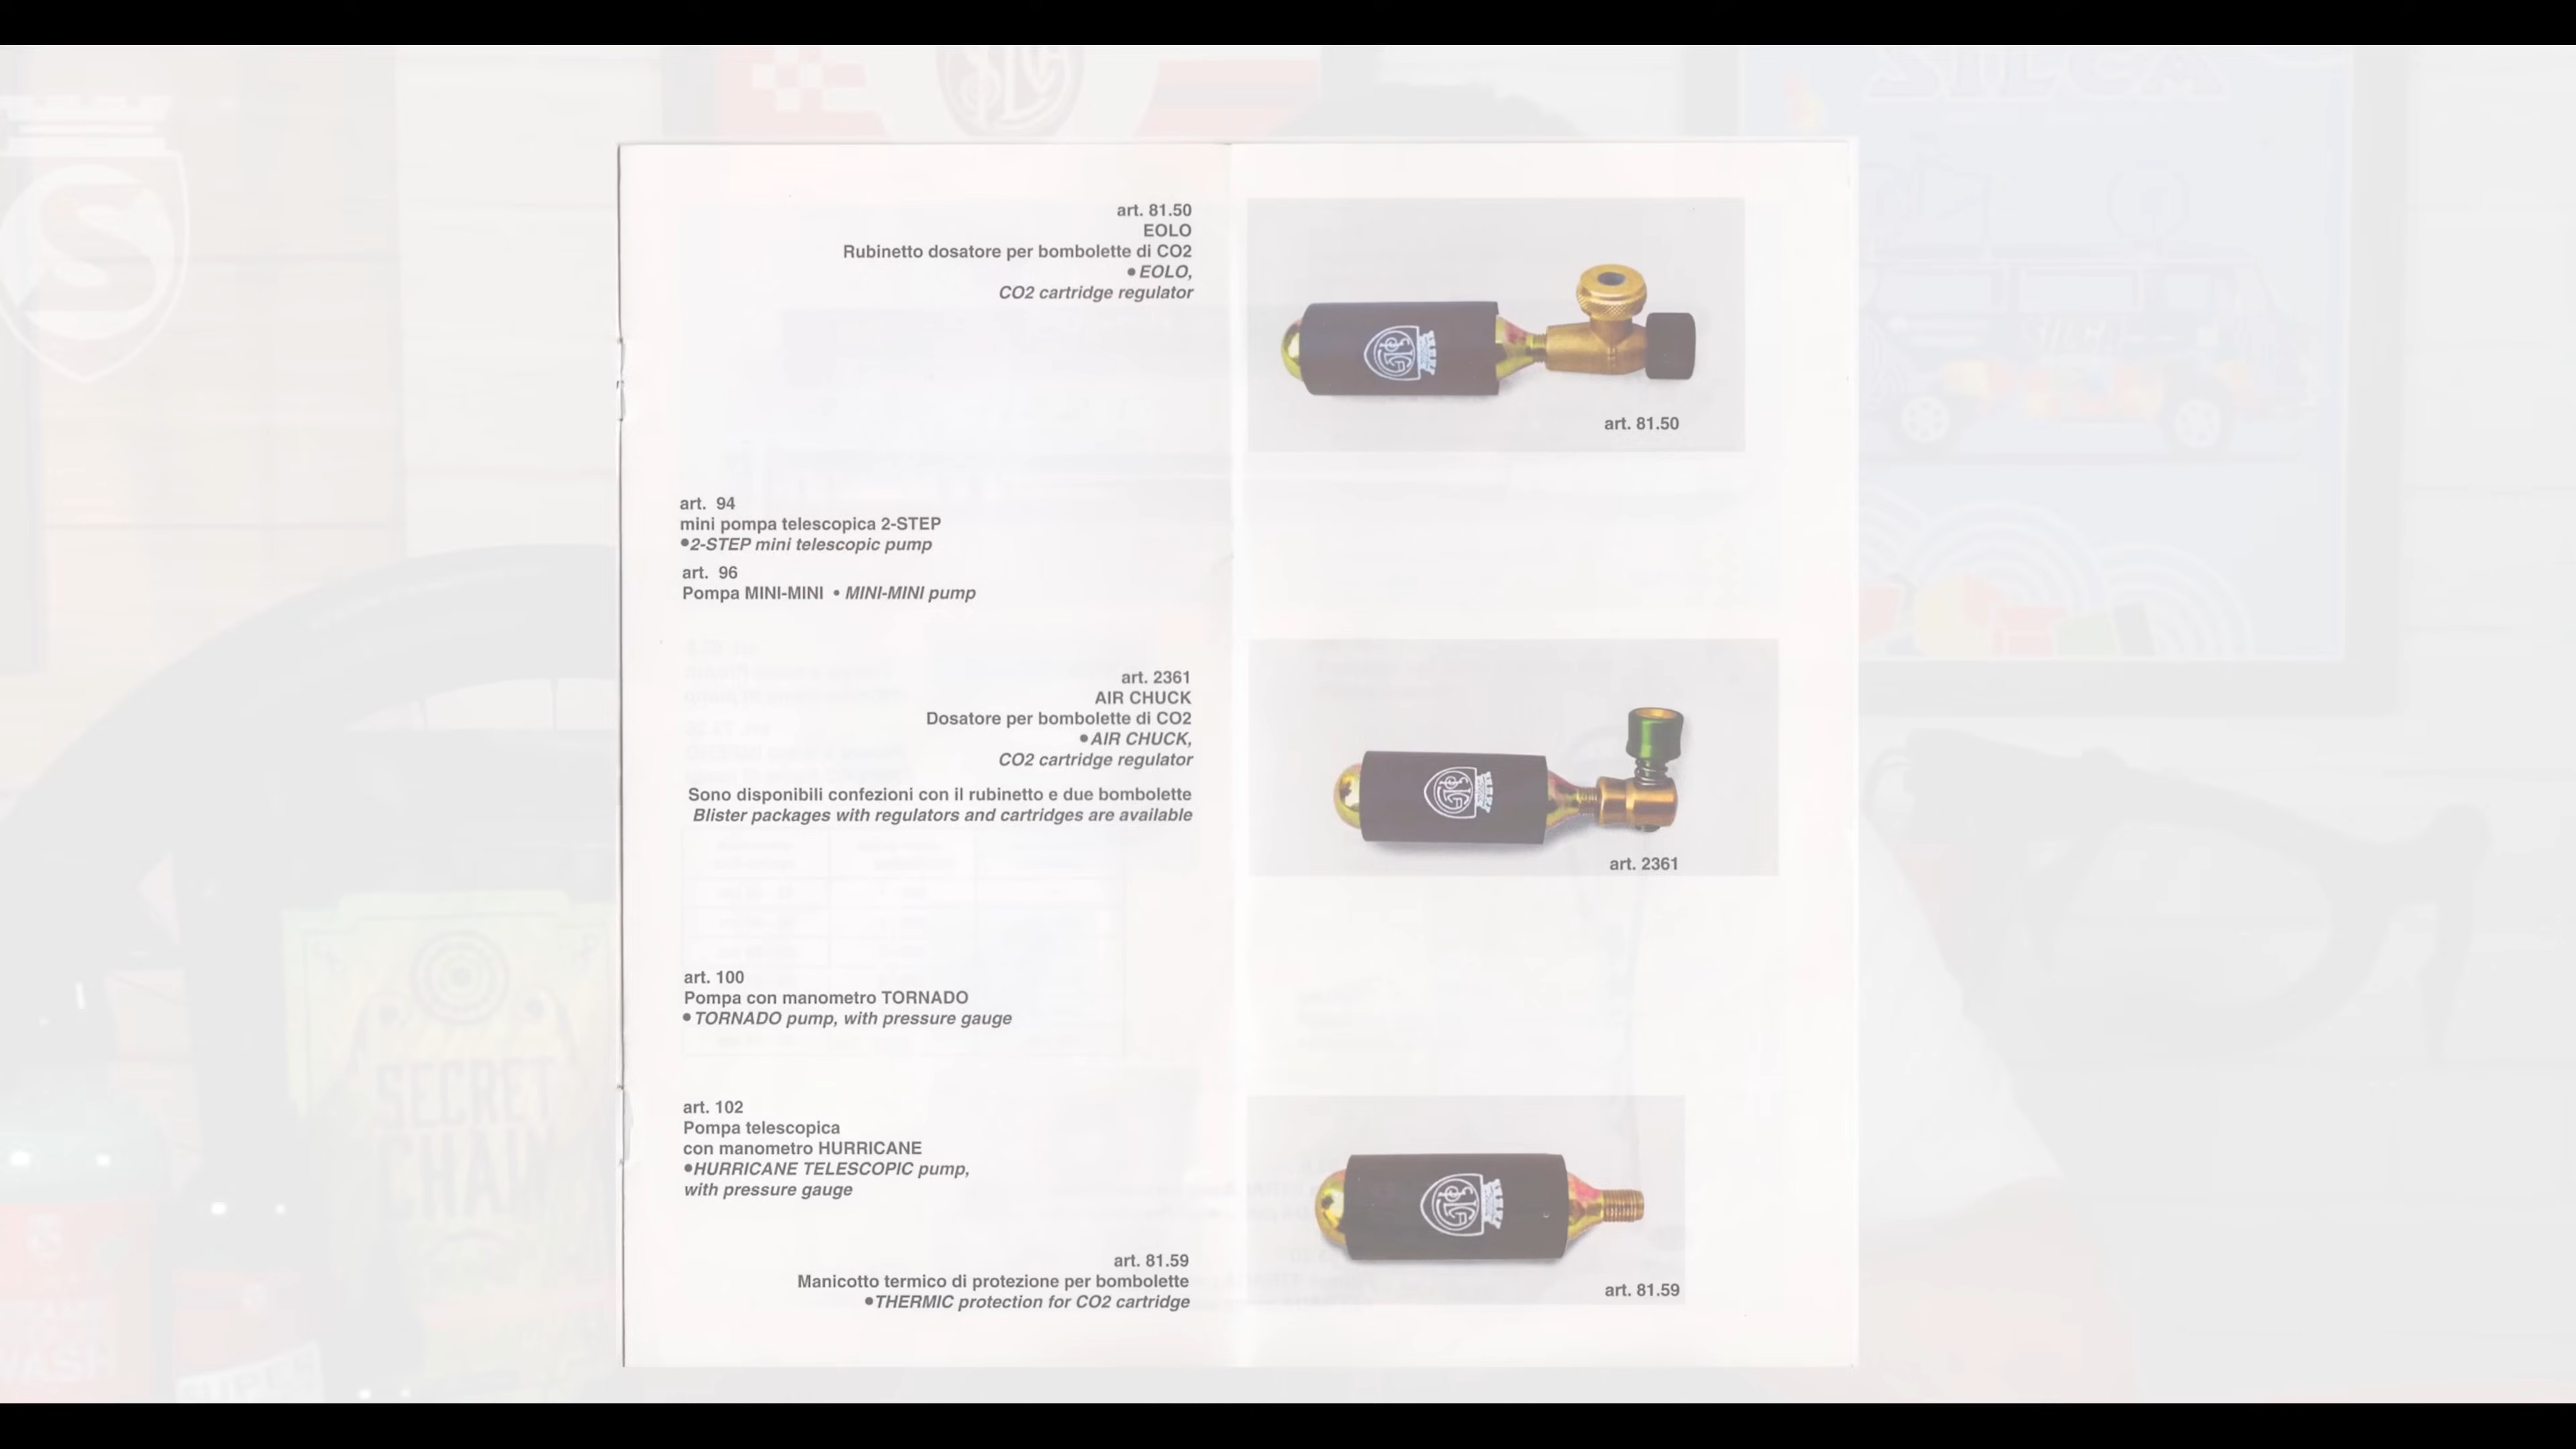 SILCA
art. 81.50
EOLO
Rubinetto dosatore per bombolette di CO2
• EOLO,
CO2 cartridge regulator
art. 81.50
art. 94
mini pompa telescopica 2-STEP
•2-STEP mini telescopic pump
art. 96
Pompa MINI-MINI • MINI-MINI pump
art. 2361
AIR CHUCK
Dosatore per bombolette di CO2
• AIR CHUCK,
CO2 cartridge regulator
Sono disponibili confezioni con il rubinetto e due bombolette
Blister packages with regulators and cartridges are available
art. 2361
art. 100
Pompa con manometro TORNADO
• TORNADO pump, with pressure gauge
art. 102
Pompa telescopica
con manometro HURRICANE
•HURRICANE TELESCOPIC pump,
with pressure gauge
art. 81.59
Manicotto termico di protezione per bombolette
•THERMIC protection for CO2 cartridge
art. 81.59
SECRET
CHAIN